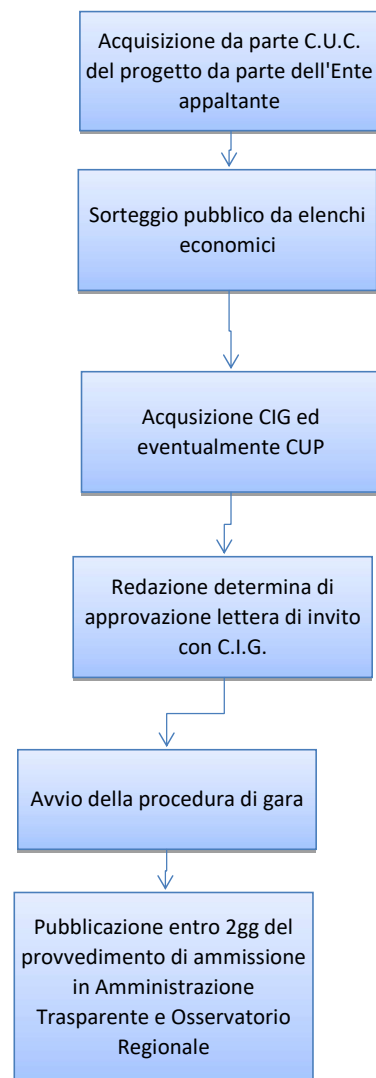 Acquisizione da parte C.U.C.
del progetto da parte dell'Ente
appaltante
Sorteggio pubblico da elenchi
economici
Acqusizione CIG ed
eventualmente CUP
Redazione determina di
approvazione lettera di invito
con C.I.G.
Avvio della procedura di gara
Pubblicazione entro 2gg del
provvedimento di ammissione
in Amministrazione
Trasparente e Osservatorio
Regionale